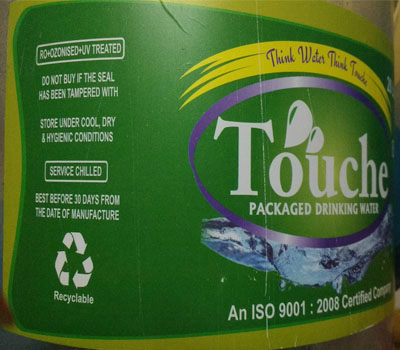 RO+OZONISED+UV TREATED
DO NOT BUY IF THE SEAL
HAS BEEN TAMPERED WITH
STORE UNDER COOL, DRY
& HYGIENIC CONDITIONS
SERVICE CHILLED
BEST BEFORE 30 DAYS FROM
THE DATE OF MANUFACTURE
Recyclable
Think Water Think Touche
Touche
PACKAGED DRINKING WATER
An ISO 9001 : 2008 Certified Company